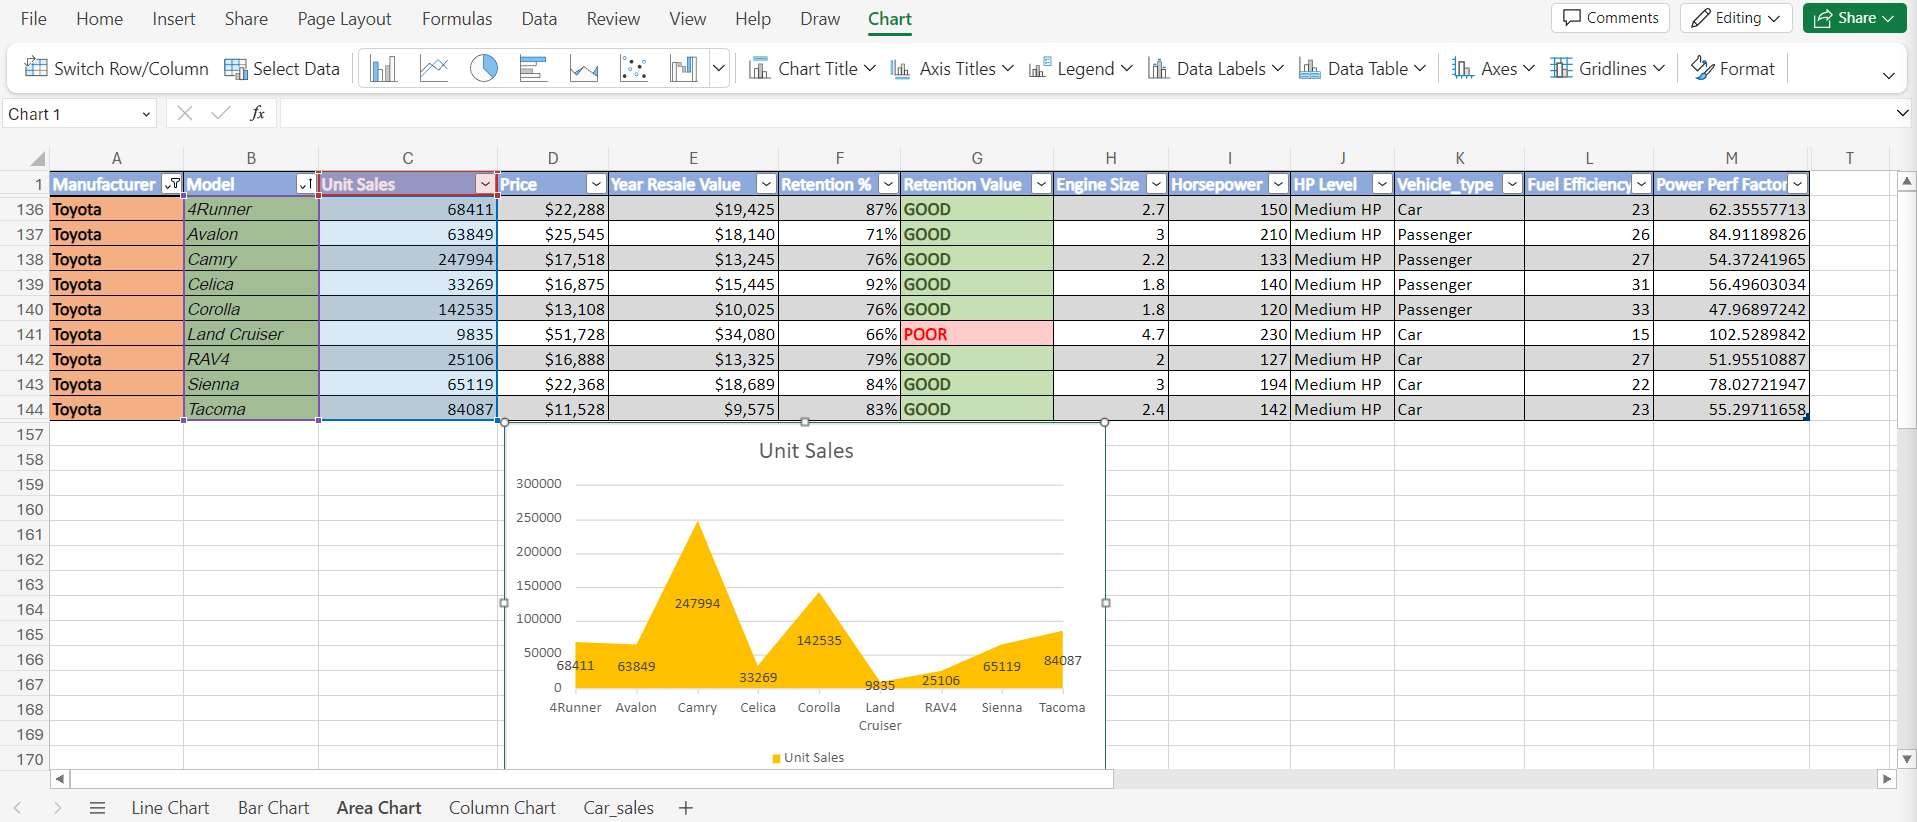 File Home Insert Share Page Layout Formulas Data Review View Help Draw Chart Comments Editing Share
Switch Row/Column Select Data Chart Title Axis Titles Legend Data Labels Data Table Axes Gridlines Format
Chart 1 fx
A B C D E F G H I J K L M T
1 Manufacturer Model Unit Sales Price Year Resale Value Retention % Retention Value Engine Size Horsepower HP Level Vehicle_type Fuel Efficiency Power Perf Factor
136 Toyota 4Runner 68411 $22,288 $19,425 87% GOOD 2.7 150 Medium HP Car 23 62.35557713
137 Toyota Avalon 63849 $25,545 $18,140 71% GOOD 3 210 Medium HP Passenger 26 84.91189826
138 Toyota Camry 247994 $17,518 $13,245 76% GOOD 2.2 133 Medium HP Passenger 27 54.37241965
139 Toyota Celica 33269 $16,875 $15,445 92% GOOD 1.8 140 Medium HP Passenger 31 56.49603034
140 Toyota Corolla 142535 $13,108 $10,025 76% GOOD 1.8 120 Medium HP Passenger 33 47.96897242
141 Toyota Land Cruiser 9835 $51,728 $34,080 66% POOR 4.7 230 Medium HP Car 15 102.5289842
142 Toyota RAV4 25106 $16,888 $13,325 79% GOOD 2 127 Medium HP Car 27 51.95510887
143 Toyota Sienna 65119 $22,368 $18,689 84% GOOD 3 194 Medium HP Car 22 78.02721947
144 Toyota Tacoma 84087 $11,528 $9,575 83% GOOD 2.4 142 Medium HP Car 23 55.29711658
157
158
159
160
161
162
163
164
165
166
167
168
169
170
Unit Sales
300000
250000
200000
150000
100000
50000
0
68411 63849 247994 33269 142535 9835 25106 65119 84087
4Runner Avalon Camry Celica Corolla Land Cruiser RAV4 Sienna Tacoma
Unit Sales
Line Chart Bar Chart Area Chart Column Chart Car_sales